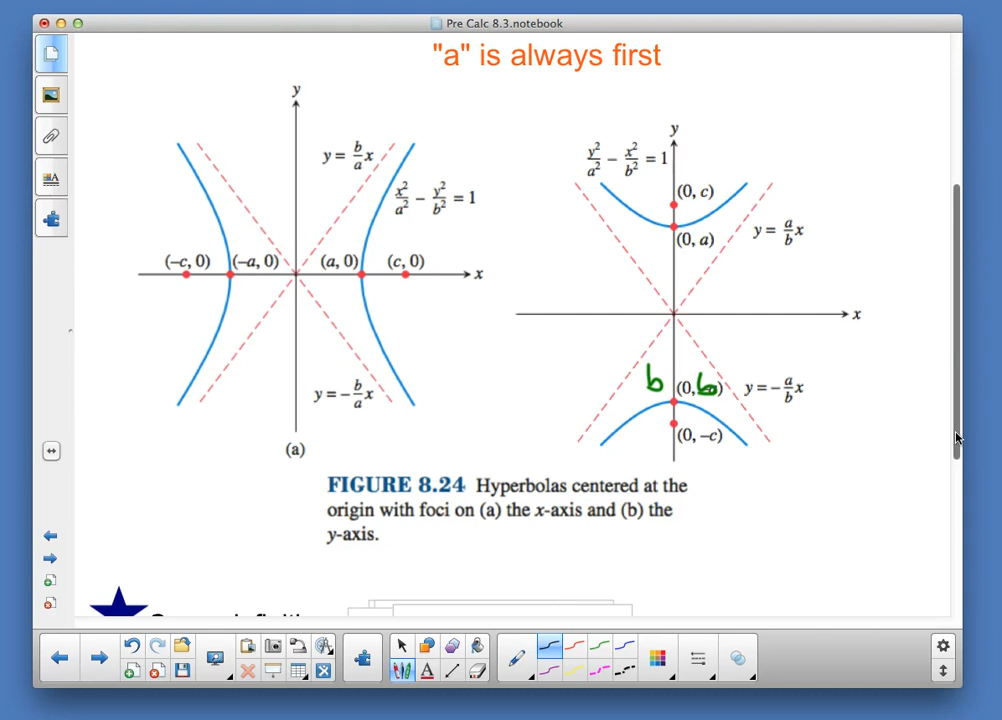 Pre Calc 8.3.notebook
"a" is always first
y
y = b/a x
x²/a² − y²/b² = 1
(−c, 0) (−a, 0) (a, 0) (c, 0)
x
y = −b/a x
(a)
y
y²/a² − x²/b² = 1
(0, c)
(0, a)
y = a/b x
x
b (0, b)
y = −a/b x
(0, −c)
FIGURE 8.24 Hyperbolas centered at the
origin with foci on (a) the x-axis and (b) the
y-axis.